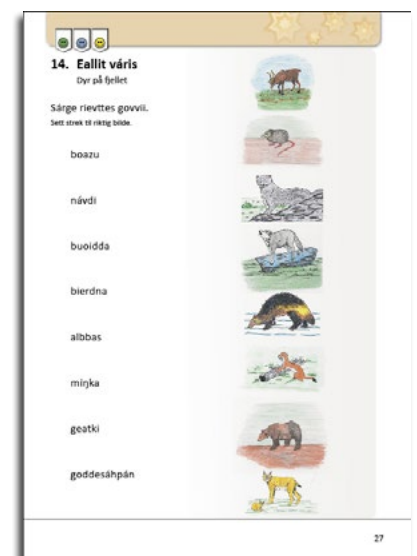 14. Eallit váris
Dyr på fjellet
Sárge rievttes govvii.
Sett strek til riktig bilde.
boazu
návdi
buoidda
bierdna
albbas
miŋka
geatki
goddesáhpán
27